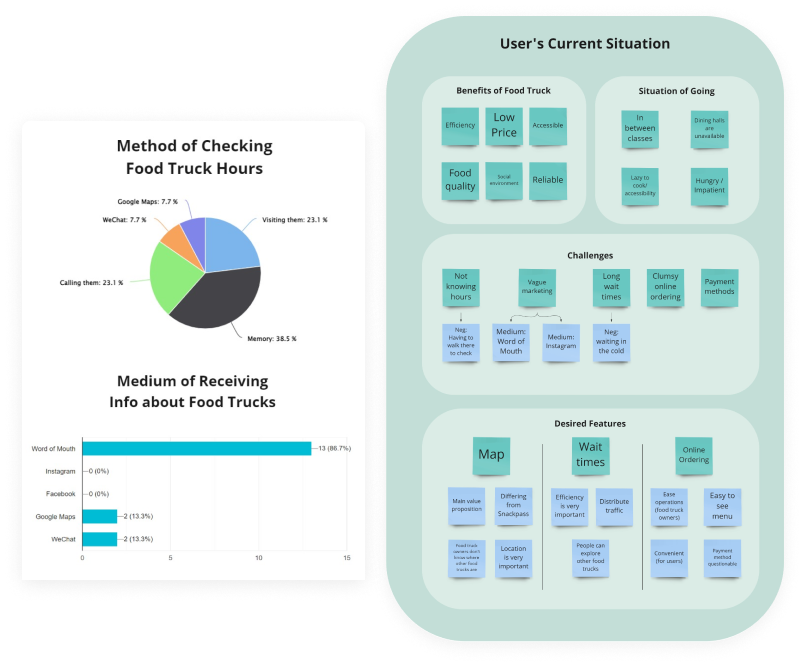 Method of Checking
Food Truck Hours
Google Maps: 7.7 %
WeChat: 7.7 %
Visiting them: 23.1 %
Calling them: 23.1 %
Memory: 38.5 %
Medium of Receiving
Info about Food Trucks
Word of Mouth
13 (86.7%)
Instagram
0 (0%)
Facebook
0 (0%)
Google Maps
2 (13.3%)
WeChat
2 (13.3%)
0
5
10
15
User's Current Situation
Benefits of Food Truck
Efficiency
Low
Price
Accessible
Food
quality
Social
environment
Reliable
Situation of Going
In
between
classes
Dining halls
are
unavailable
Lazy to
cook/
accessibility
Hungry /
Impatient
Challenges
Not
knowing
hours
Vague
marketing
Long
wait
times
Clumsy
online
ordering
Payment
methods
Neg:
Having to
walk there
to check
Medium:
Word of
Mouth
Medium:
Instagram
Neg:
waiting in
the cold
Desired Features
Map
Main value
proposition
Differing
from
Snackpass
Food truck
owners don't
know where
other food
trucks are
Location
is very
important
Wait
times
Efficiency
is very
important
Distribute
traffic
People can
explore
other food
trucks
Online
Ordering
Ease
operations
(food truck
owners)
Easy to
see
menu
Convenient
(for users)
Payment
method
questionable